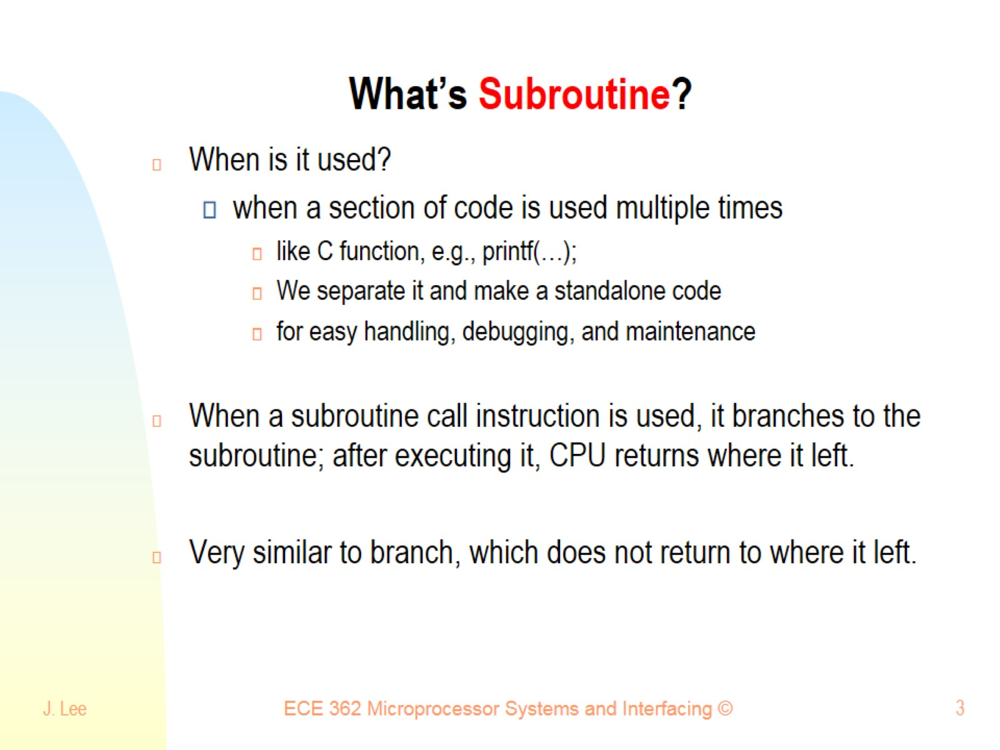 What’s Subroutine?
When is it used?
when a section of code is used multiple times
like C function, e.g., printf(…);
We separate it and make a standalone code
for easy handling, debugging, and maintenance
When a subroutine call instruction is used, it branches to the
subroutine; after executing it, CPU returns where it left.
Very similar to branch, which does not return to where it left.
J. Lee
ECE 362 Microprocessor Systems and Interfacing ©
3